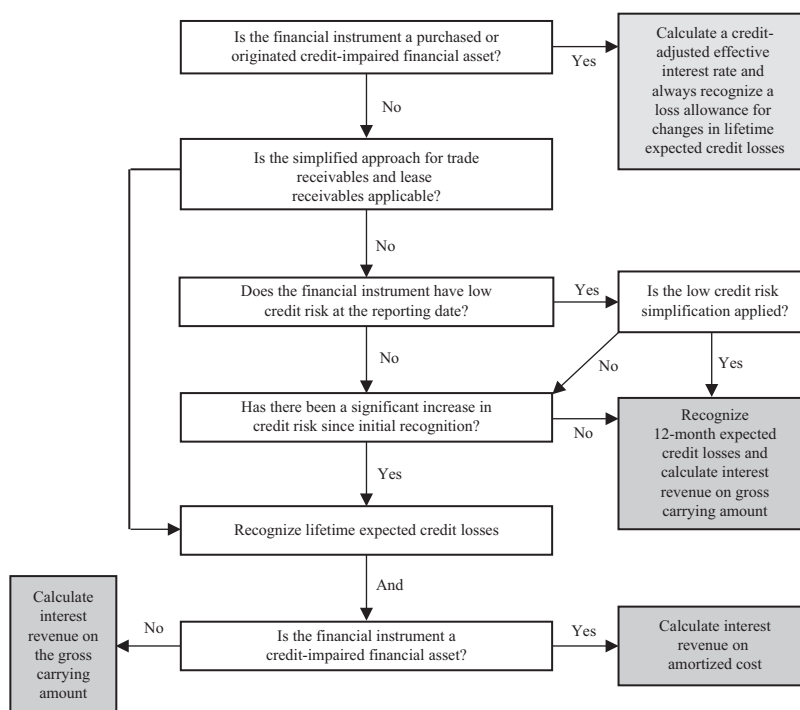 Is the financial instrument a purchased or
originated credit-impaired financial asset?
Yes
Calculate a credit-
adjusted effective
interest rate and
always recognize a
loss allowance for
changes in lifetime
expected credit losses
No
Is the simplified approach for trade
receivables and lease
receivables applicable?
No
Does the financial instrument have low
credit risk at the reporting date?
Yes
Is the low credit risk
simplification applied?
No
No
Yes
Has there been a significant increase in
credit risk since initial recognition?
No
Recognize
12-month expected
credit losses and
calculate interest
revenue on gross
carrying amount
Yes
Recognize lifetime expected credit losses
And
Calculate
interest
revenue on
the gross
carrying
amount
No
Is the financial instrument a
credit-impaired financial asset?
Yes
Calculate interest
revenue on
amortized cost